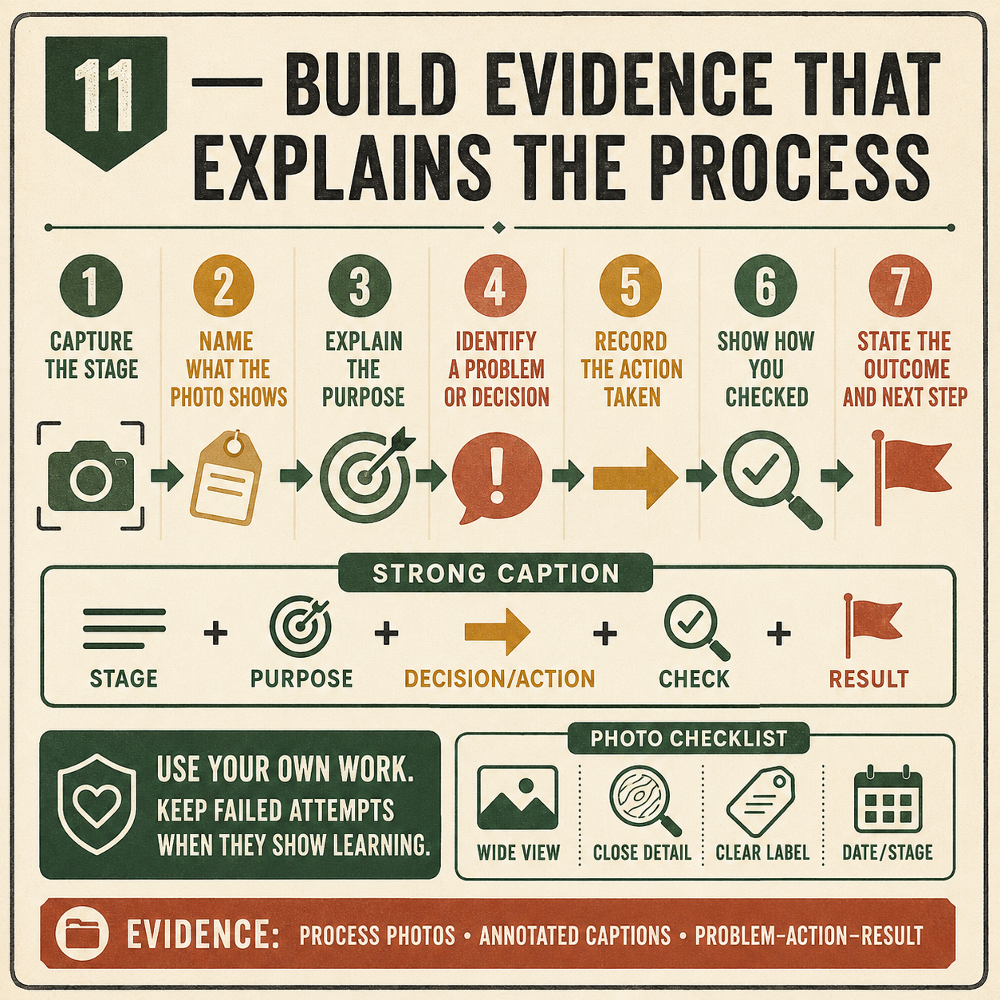 11
— BUILD EVIDENCE THAT
EXPLAINS THE PROCESS
1
CAPTURE
THE STAGE
2
NAME
WHAT THE
PHOTO SHOWS
3
EXPLAIN
THE
PURPOSE
4
IDENTIFY
A PROBLEM
OR DECISION
5
RECORD
THE ACTION
TAKEN
6
SHOW HOW
YOU
CHECKED
7
STATE THE
OUTCOME
AND NEXT STEP
STRONG CAPTION
STAGE + PURPOSE + DECISION/ACTION + CHECK + RESULT
USE YOUR OWN WORK.
KEEP FAILED ATTEMPTS
WHEN THEY SHOW LEARNING.
PHOTO CHECKLIST
WIDE VIEW
CLOSE DETAIL
CLEAR LABEL
DATE/STAGE
EVIDENCE: PROCESS PHOTOS • ANNOTATED CAPTIONS • PROBLEM–ACTION–RESULT